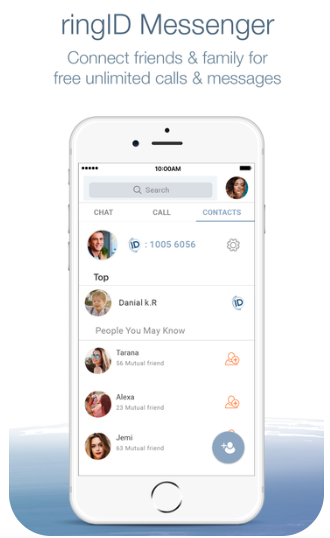 ringID Messenger
Connect friends & family for
free unlimited calls & messages
10:00AM
Search
CHAT CALL CONTACTS
iD : 1005 6056
Top
Danial k.R iD
People You May Know
Tarana
56 Mutual friend
Alexa
23 Mutual friend
Jemi
63 Mutual friend